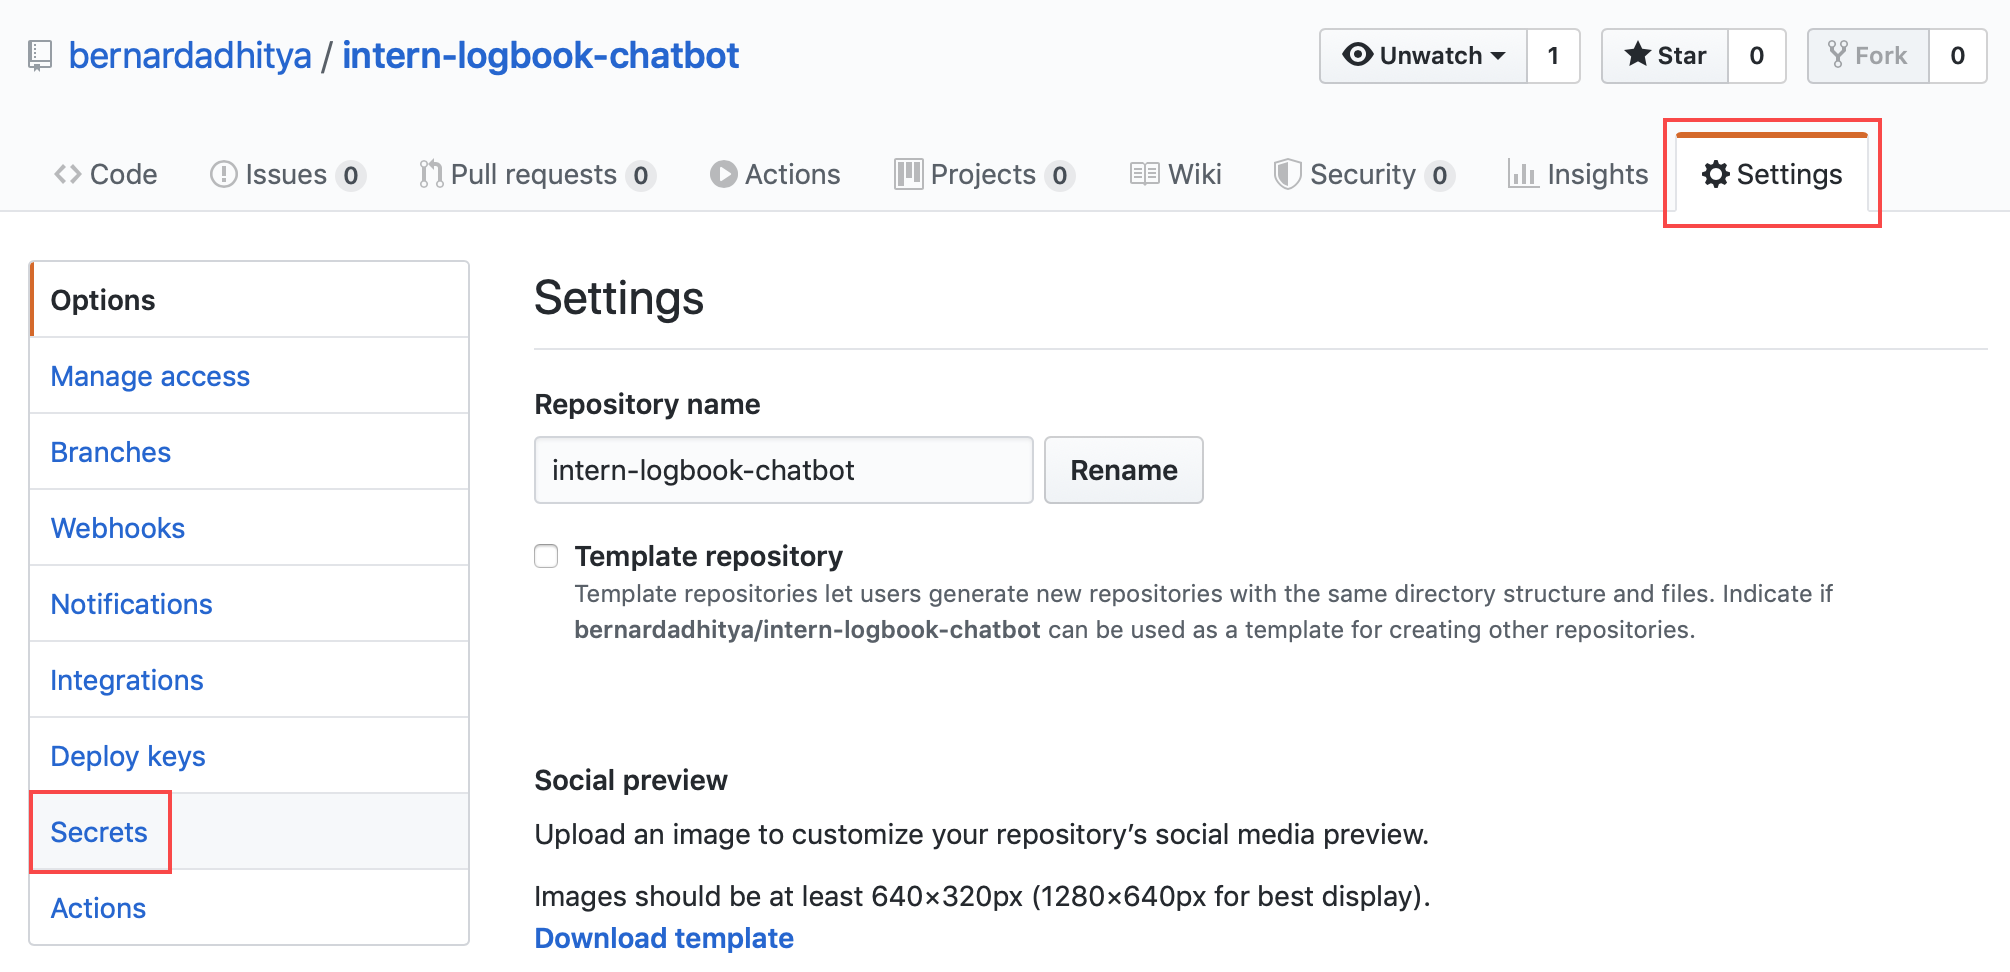 bernardadhitya / intern-logbook-chatbot
Unwatch 1 Star 0 Fork 0
Code Issues 0 Pull requests 0 Actions Projects 0 Wiki Security 0 Insights Settings
Options
Manage access
Branches
Webhooks
Notifications
Integrations
Deploy keys
Secrets
Actions
Settings
Repository name
intern-logbook-chatbot Rename
Template repository
Template repositories let users generate new repositories with the same directory structure and files. Indicate if
bernardadhitya/intern-logbook-chatbot can be used as a template for creating other repositories.
Social preview
Upload an image to customize your repository’s social media preview.
Images should be at least 640×320px (1280×640px for best display).
Download template